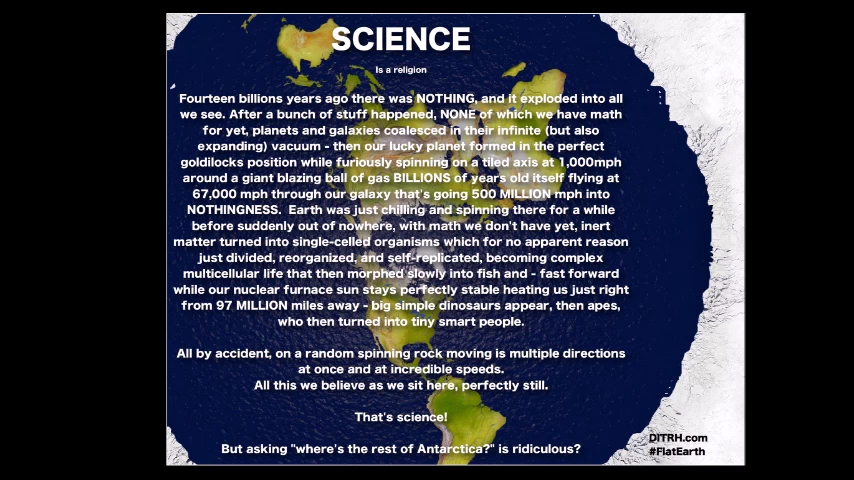 SCIENCE
Is a religion
Fourteen billions years ago there was NOTHING, and it exploded into all
we see. After a bunch of stuff happened, NONE of which we have math
for yet, planets and galaxies coalesced in their infinite (but also
expanding) vacuum - then our lucky planet formed in the perfect
goldilocks position while furiously spinning on a tiled axis at 1,000mph
around a giant blazing ball of gas BILLIONS of years old itself flying at
67,000 mph through our galaxy that's going 500 MILLION mph into
NOTHINGNESS. Earth was just chilling and spinning there for a while
before suddenly out of nowhere, with math we don't have yet, inert
matter turned into single-celled organisms which for no apparent reason
just divided, reorganized, and self-replicated, becoming complex
multicellular life that then morphed slowly into fish and - fast forward
while our nuclear furnace sun stays perfectly stable heating us just right
from 97 MILLION miles away - big simple dinosaurs appear, then apes,
who then turned into tiny smart people.
All by accident, on a random spinning rock moving is multiple directions
at once and at incredible speeds.
All this we believe as we sit here, perfectly still.
That's science!
But asking "where's the rest of Antarctica?" is ridiculous?
DITRH.com
#FlatEarth